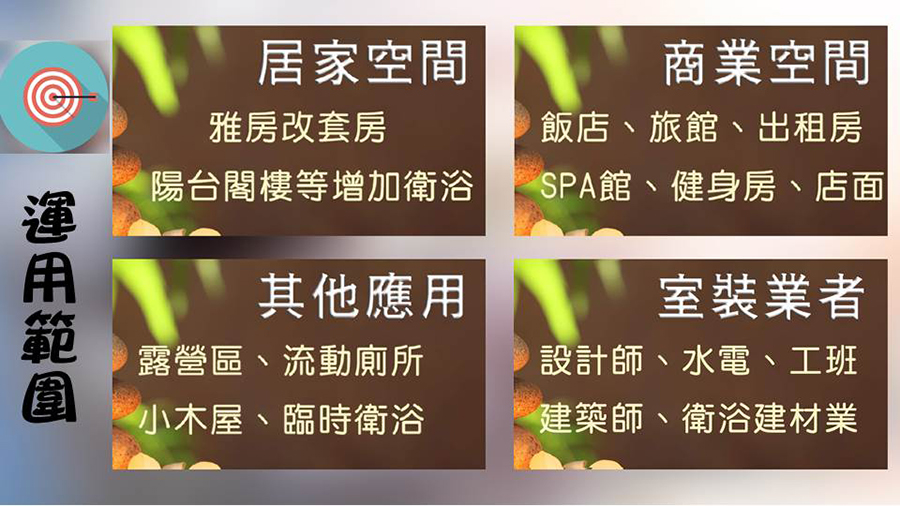 運用範圍
居家空間
雅房改套房
陽台閣樓等增加衛浴
商業空間
飯店、旅館、出租房
SPA館、健身房、店面
其他應用
露營區、流動廁所
小木屋、臨時衛浴
室裝業者
設計師、水電、工班
建築師、衛浴建材業